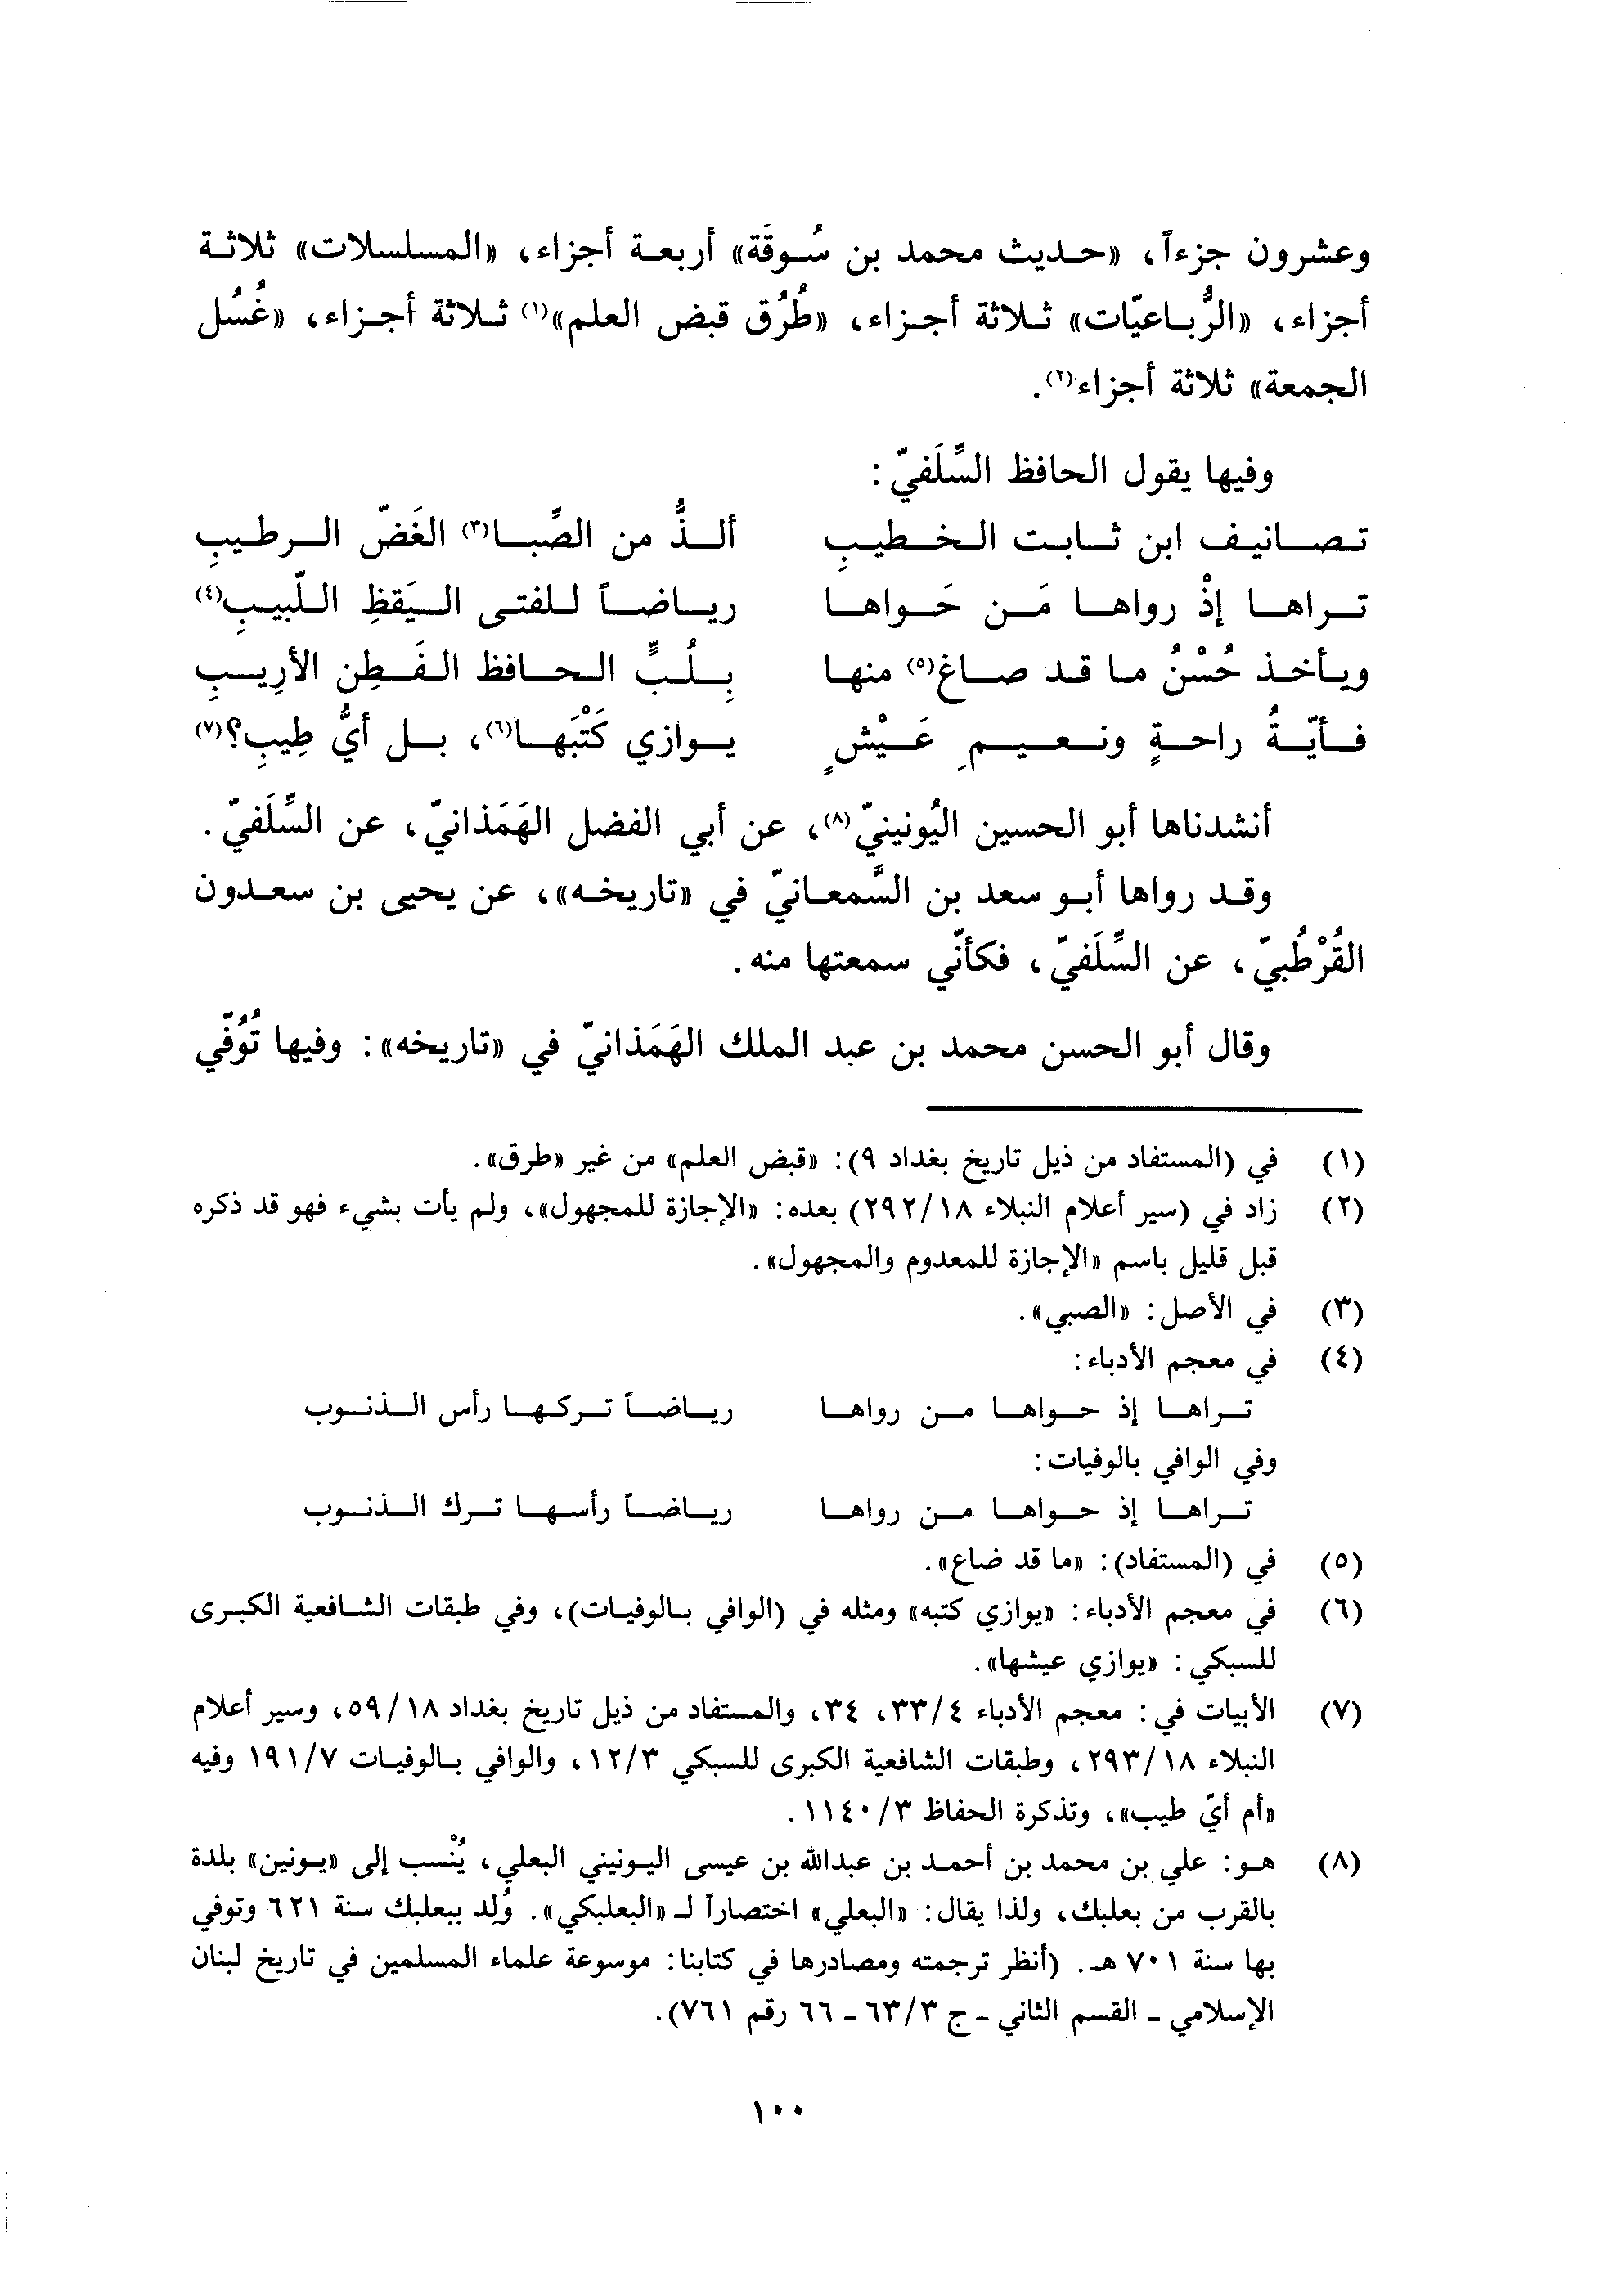 وعشرون جزءاً، «حديث محمد بن سُوقَة» أربعة أجزاء، «المسلسلات» ثلاثة
أجزاء، «الرُّباعيّات» ثلاثة أجزاء، «طُرُق قبض العلم»(١) ثلاثة أجزاء، «غُسُل
الجمعة» ثلاثة أجزاء(٢).
وفيها يقول الحافظ السِّلَفيّ:
تصانيف ابن ثابت الخطيبِ ألذُّ من الصِّبا(٣) الغَضّ الرطيبِ
تراها إذْ رواها مَن حَواها رياضاً للفتى اليَقظِ اللّبيبِ(٤)
ويأخذ حُسْنُ ما قد صاغ(٥) منها بِلُبِّ الحافظ الفَطِن الأرِيبِ
فأيّةُ راحةٍ ونعيمِ عَيْشٍ يوازي كَتْبَها(٦)، بل أيُّ طِيبِ؟(٧)
أنشدناها أبو الحسين اليُونينيّ(٨)، عن أبي الفضل الهَمَذانيّ، عن السِّلَفيّ.
وقد رواها أبو سعد بن السَّمعانيّ في «تاريخه»، عن يحيى بن سعدون
القُرْطُبيّ، عن السِّلَفيّ، فكأنّي سمعتها منه.
وقال أبو الحسن محمد بن عبد الملك الهَمَذانيّ في «تاريخه»: وفيها تُوُفّي
(١) في (المستفاد من ذيل تاريخ بغداد ٩): «قبض العلم» من غير «طرق».
(٢) زاد في (سير أعلام النبلاء ٢٩٢/١٨) بعده: «الإجازة للمجهول»، ولم يأت بشيء فهو قد ذكره
قبل قليل باسم «الإجازة للمعدوم والمجهول».
(٣) في الأصل: «الصبي».
(٤) في معجم الأدباء:
تراها إذ حواها من رواها رياضاً تركها رأس الذنوب
وفي الوافي بالوفيات:
تراها إذ حواها من رواها رياضاً رأسها ترك الذنوب
(٥) في (المستفاد): «ما قد ضاع».
(٦) في معجم الأدباء: «يوازي كتبه» ومثله في (الوافي بالوفيات)، وفي طبقات الشافعية الكبرى
للسبكي: «يوازي عيشها».
(٧) الأبيات في: معجم الأدباء ٣٣/٤، ٣٤، والمستفاد من ذيل تاريخ بغداد ٥٩/١٨، وسير أعلام
النبلاء ٢٩٣/١٨، وطبقات الشافعية الكبرى للسبكي ١٢/٣، والوافي بالوفيات ١٩١/٧ وفيه
«أم أيّ طيب»، وتذكرة الحفاظ ١١٤٠/٣.
(٨) هو: علي بن محمد بن أحمد بن عبدالله بن عيسى اليونيني البعلي، يُنْسب إلى «يونين» بلدة
بالقرب من بعلبك، ولذا يقال: «البعلي» اختصاراً لـ «البعلبكي». وُلِد ببعلبك سنة ٦٢١ وتوفي
بها سنة ٧٠١ هـ. (أنظر ترجمته ومصادرها في كتابنا: موسوعة علماء المسلمين في تاريخ لبنان
الإسلامي ـ القسم الثاني ـ ج ٦٣/٣ ـ ٦٦ رقم ٧٦١).
١٠٠